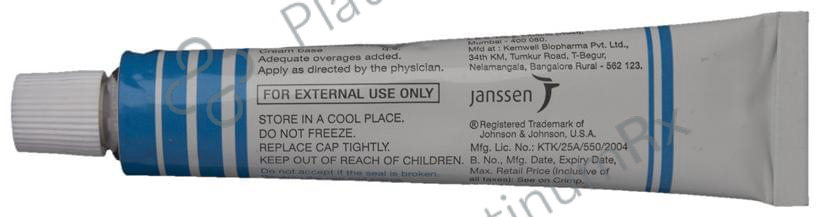 Cream base q.s.
Adequate overages added.
Apply as directed by the physician.
FOR EXTERNAL USE ONLY
STORE IN A COOL PLACE.
DO NOT FREEZE.
REPLACE CAP TIGHTLY.
KEEP OUT OF REACH OF CHILDREN.
Do not accept if the seal is broken.
Mumbai - 400 080.
Mfd at : Kemwell Biopharma Pvt. Ltd.,
34th KM, Tumkur Road, T-Begur,
Nelamangala, Bangalore Rural - 562 123.
janssen
® Registered Trademark of
Johnson & Johnson, U.S.A.
Mfg. Lic. No.: KTK/25A/550/2004
B. No., Mfg. Date, Expiry Date,
Max. Retail Price (Inclusive of
all taxes): See on Crimp.